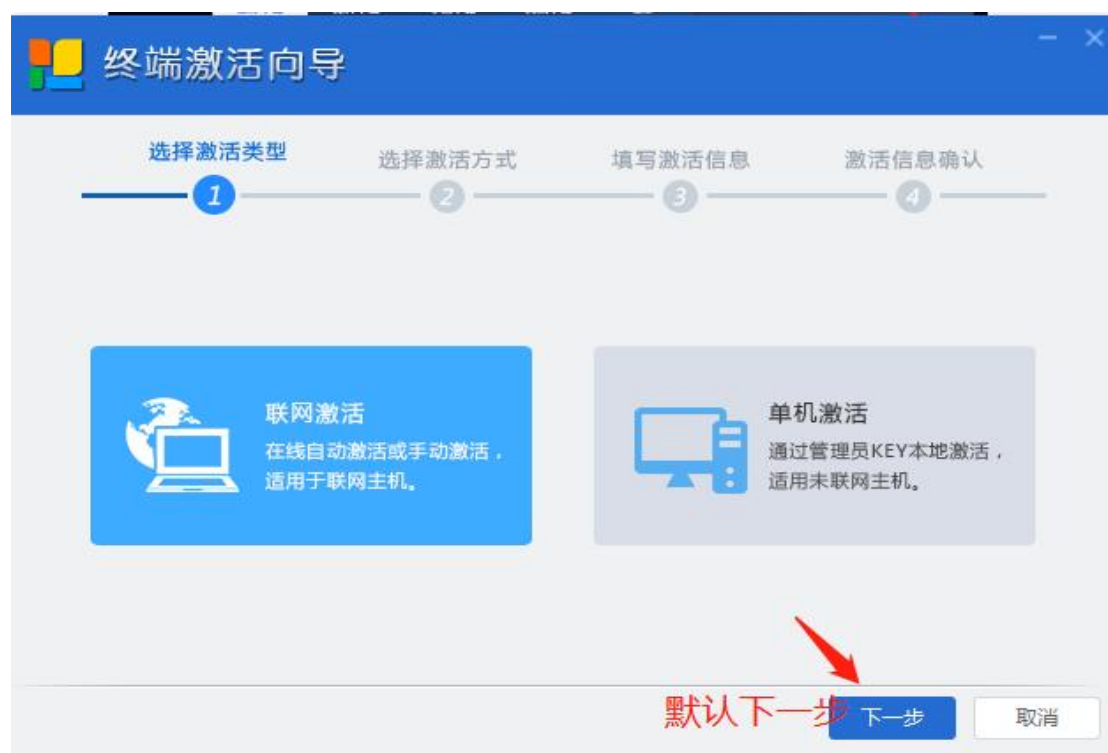 终端激活向导
选择激活类型
选择激活方式
填写激活信息
激活信息确认
1
2
3
4
联网激活
在线自动激活或手动激活，
适用于联网主机。
单机激活
通过管理员KEY本地激活，
适用未联网主机。
默认下一步
下一步
取消